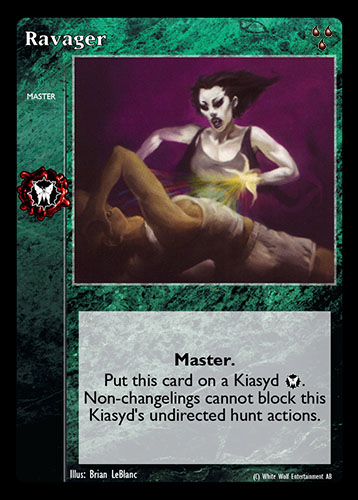 Ravager
MASTER
Master.
Put this card on a Kiasyd .
Non-changelings cannot block this
Kiasyd's undirected hunt actions.
Illus: Brian LeBlanc
(C) White Wolf Entertainment AB